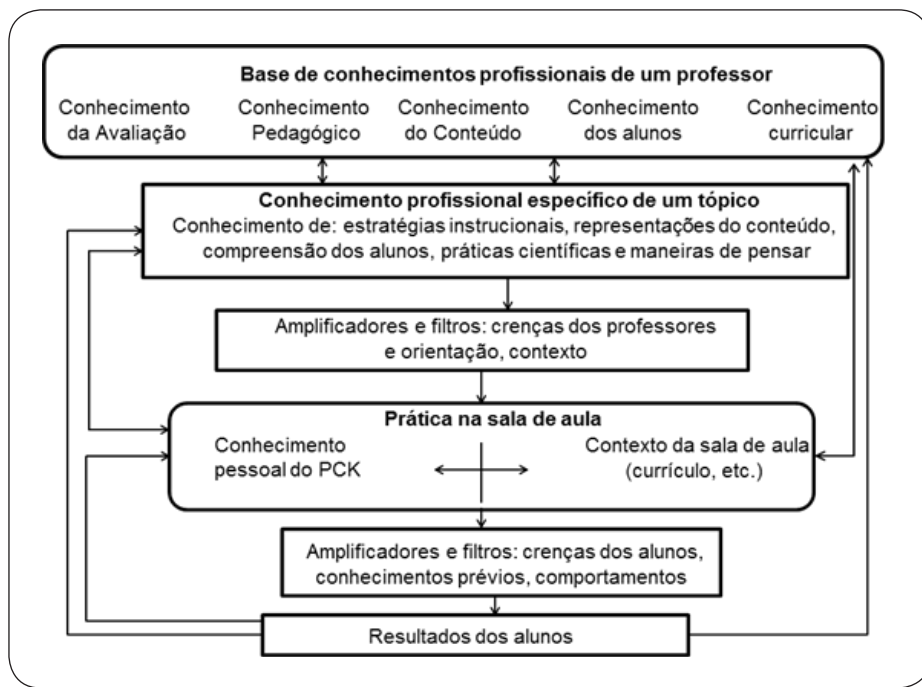 Base de conhecimentos profissionais de um professor
Conhecimento da Avaliação
Conhecimento Pedagógico
Conhecimento do Conteúdo
Conhecimento dos alunos
Conhecimento curricular
Conhecimento profissional específico de um tópico
Conhecimento de: estratégias instrucionais, representações do conteúdo,
compreensão dos alunos, práticas científicas e maneiras de pensar
Amplificadores e filtros: crenças dos professores
e orientação, contexto
Prática na sala de aula
Conhecimento
pessoal do PCK
Contexto da sala de aula
(currículo, etc.)
Amplificadores e filtros: crenças dos alunos,
conhecimentos prévios, comportamentos
Resultados dos alunos